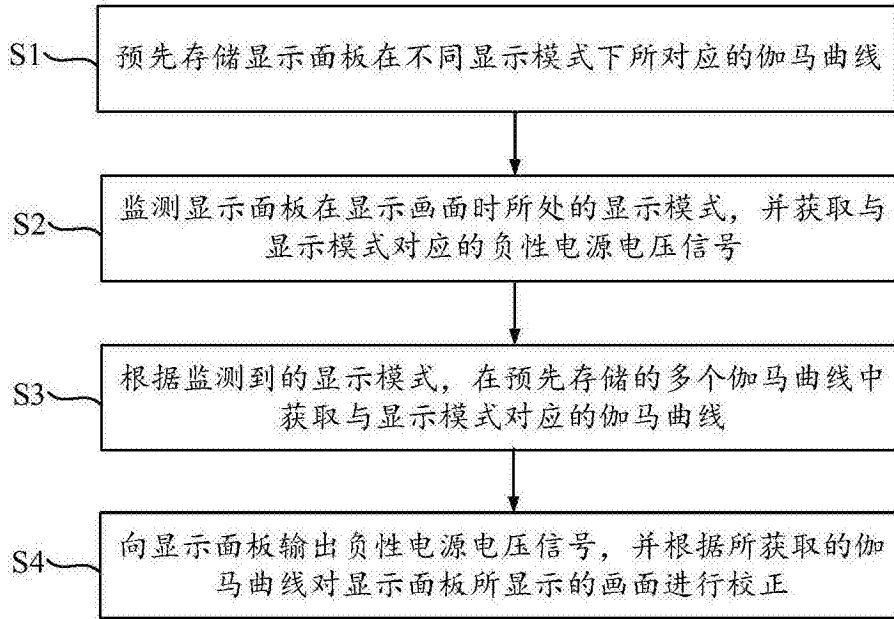 S1
预先存储显示面板在不同显示模式下所对应的伽马曲线
S2
监测显示面板在显示画面时所处的显示模式，并获取与
显示模式对应的负性电源电压信号
S3
根据监测到的显示模式，在预先存储的多个伽马曲线中
获取与显示模式对应的伽马曲线
S4
向显示面板输出负性电源电压信号，并根据所获取的伽
马曲线对显示面板所显示的画面进行校正